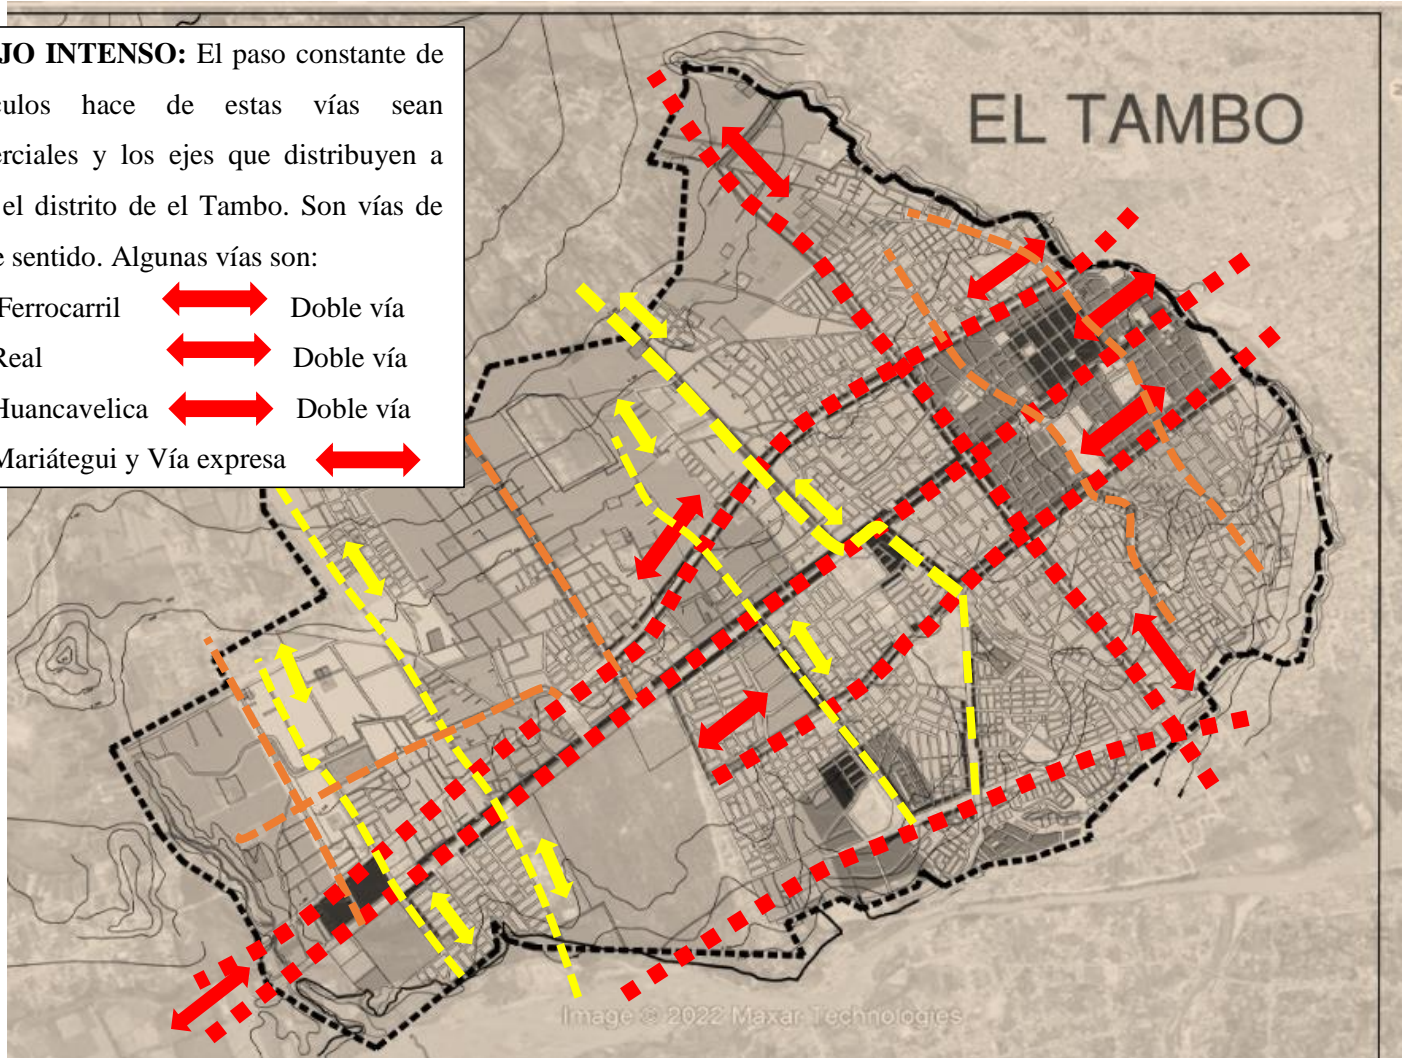 JO INTENSO: El paso constante de
culos hace de estas vías sean
erciales y los ejes que distribuyen a
el distrito de el Tambo. Son vías de
e sentido. Algunas vías son:
Ferrocarril Doble vía
Real Doble vía
Huancavelica Doble vía
Mariátegui y Vía expresa
EL TAMBO
Image © 2022 Maxar Technologies